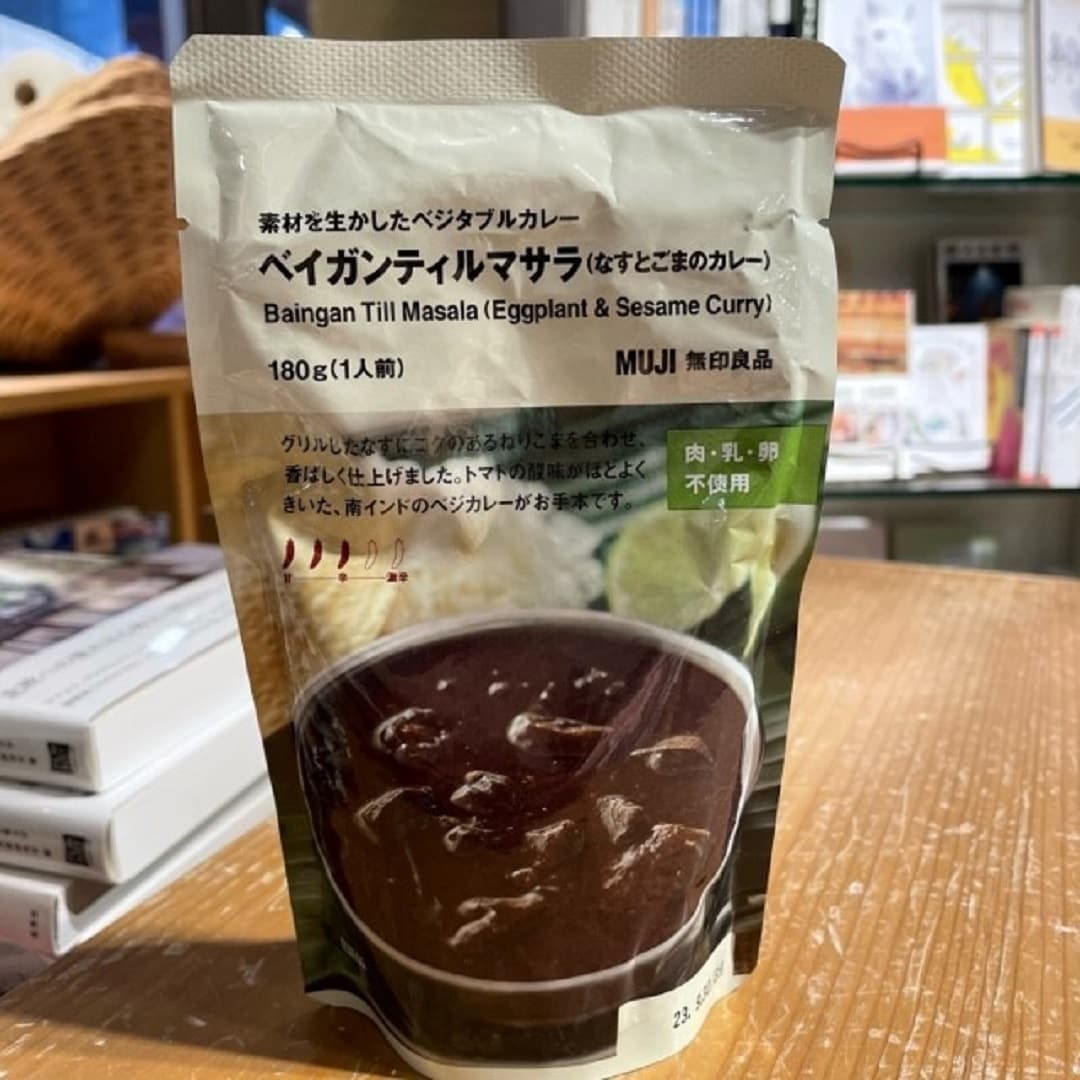 素材を生かしたベジタブルカレー
ベイガンティルマサラ(なすとごまのカレー)
Baingan Till Masala (Eggplant & Sesame Curry)
180g(1人前)
MUJI 無印良品
グリルしたなすにコクのあるねりごまを合わせ、
香ばしく仕上げました。トマトの酸味がほどよく
きいた、南インドのベジカレーがお手本です。
肉・乳・卵
不使用
甘 辛 激辛
23.